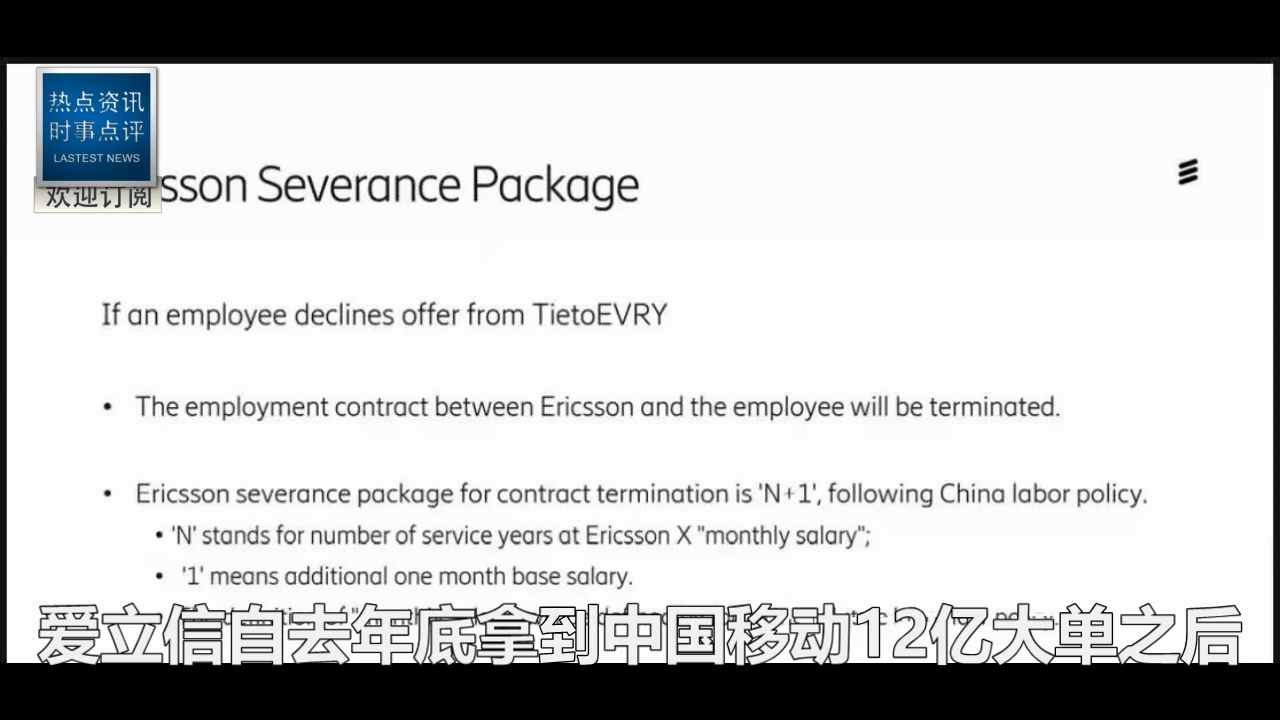 热点资讯
时事点评
LASTEST NEWS
欢迎订阅
sson Severance Package
If an employee declines offer from TietoEVRY
• The employment contract between Ericsson and the employee will be terminated.
• Ericsson severance package for contract termination is 'N+1', following China labor policy.
• 'N' stands for number of service years at Ericsson X "monthly salary";
• '1' means additional one month base salary.
爱立信自去年底拿到中国移动12亿大单之后